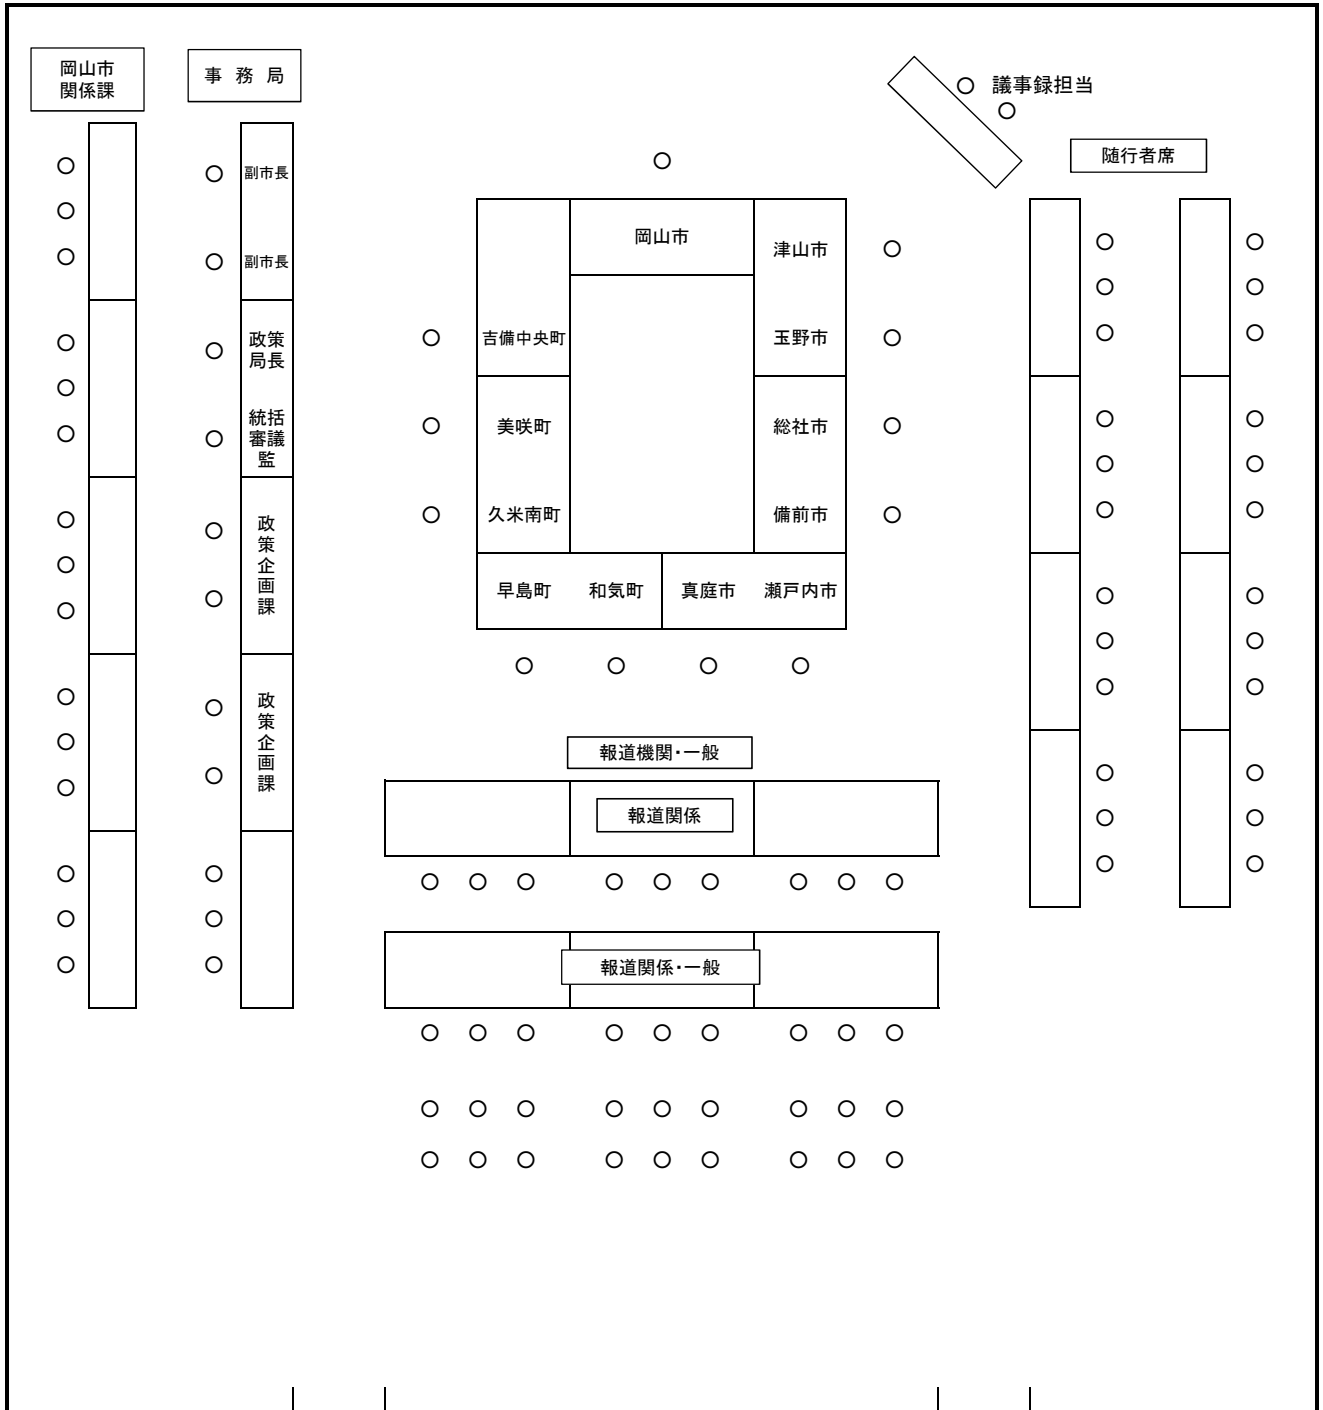 岡山市
関係課
事 務 局
議事録担当
随行者席
副市長
副市長
政策
局長
統括
審議
監
政策企画課
政策企画課
岡山市
津山市
吉備中央町
玉野市
美咲町
総社市
久米南町
備前市
早島町 和気町 真庭市 瀬戸内市
報道機関・一般
報道関係
報道関係・一般